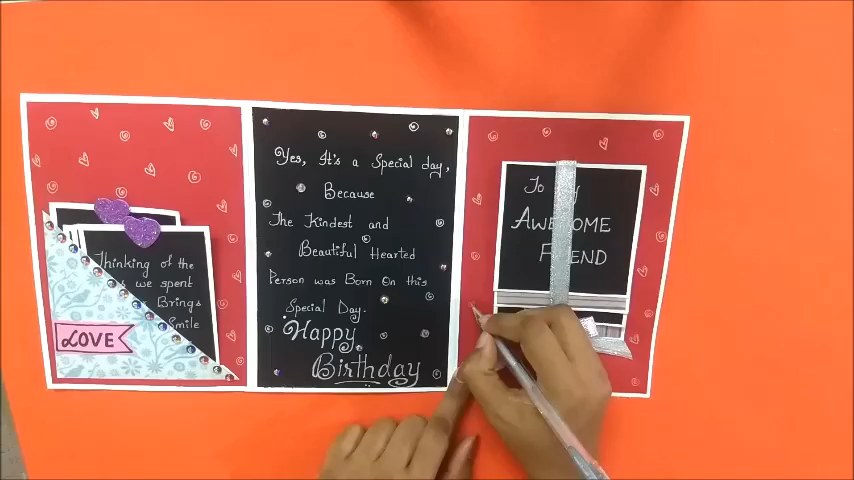 Thinking of the
we spent
Brings
Smile
LOVE
Yes, It's a Special day,
Because
The Kindest and
Beautiful Hearted
Person was Born On this
Special Day.
Happy
Birthday
To My
AWESOME
FRIEND